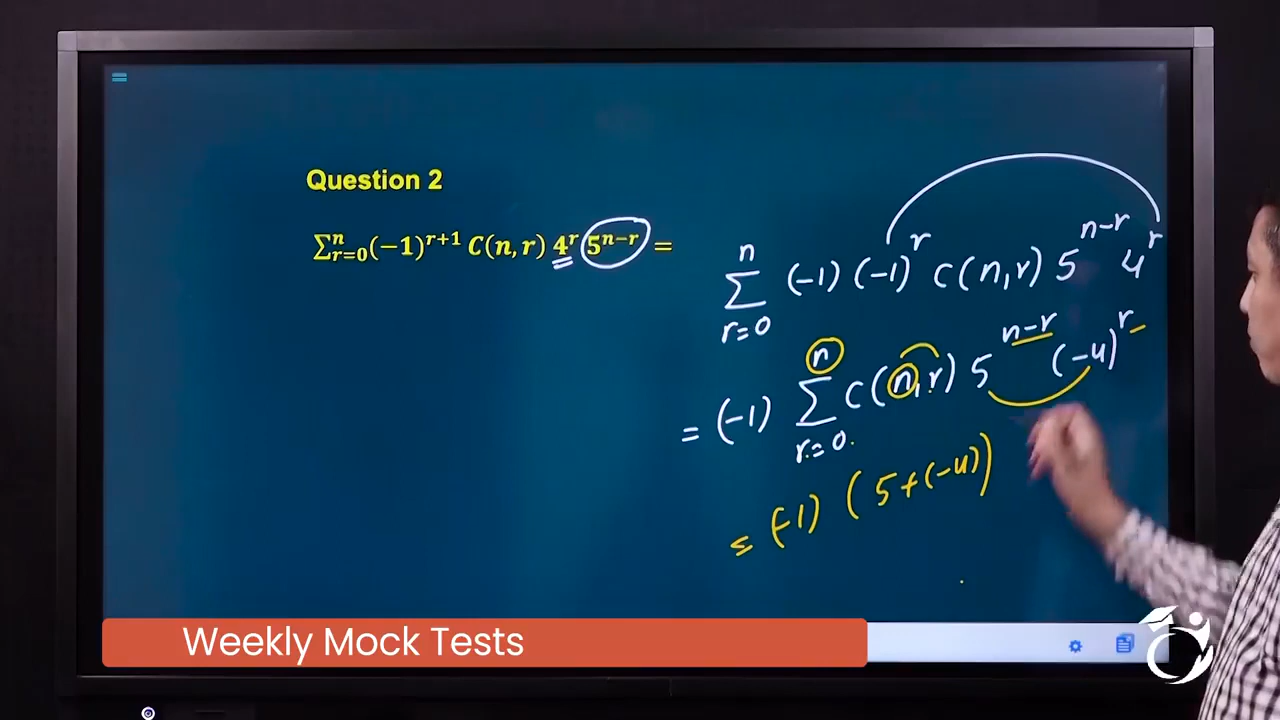 Question 2
∑ⁿᵣ₌₀(−1)ʳ⁺¹ C(n, r) 4ʳ 5ⁿ⁻ʳ =
n ∑ r=0 (-1) (-1)ʳ C(n,r) 5ⁿ⁻ʳ 4ʳ
= (-1) n ∑ r=0 C(n,r) 5ⁿ⁻ʳ (-4)ʳ
= (-1) (5+(-4))
Weekly Mock Tests